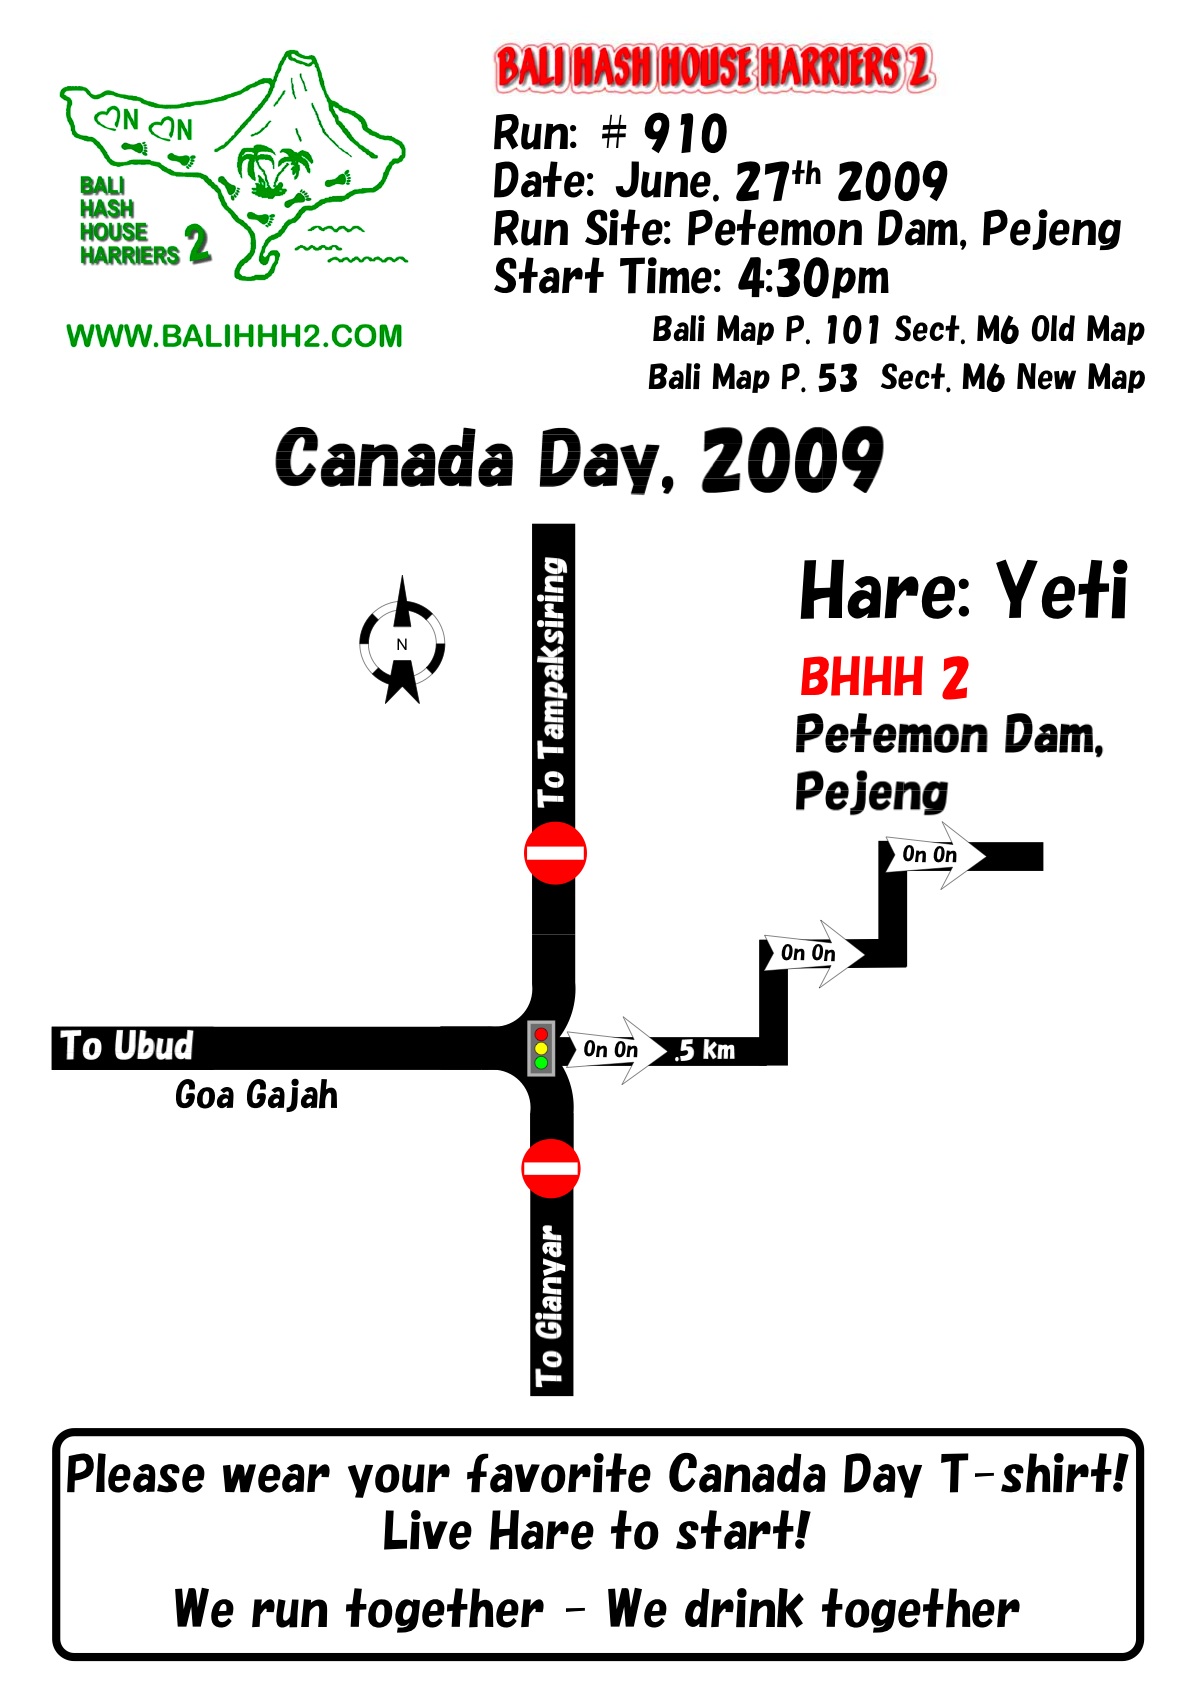 BALI HASH HOUSE HARRIERS 2
Run: # 910
Date: June. 27th 2009
Run Site: Petemon Dam, Pejeng
Start Time: 4:30pm
Bali Map P. 101 Sect. M6 Old Map
Bali Map P. 53 Sect. M6 New Map
N
N
BALI
HASH
HOUSE
HARRIERS 2
WWW.BALIHHH2.COM
Canada Day, 2009
Hare: Yeti
BHHH 2
Petemon Dam,
Pejeng
N
To Tampaksiring
On On
On On
To Ubud
On On .5 km
Goa Gajah
To Gianyar
Please wear your favorite Canada Day T-shirt!
Live Hare to start!
We run together - We drink together